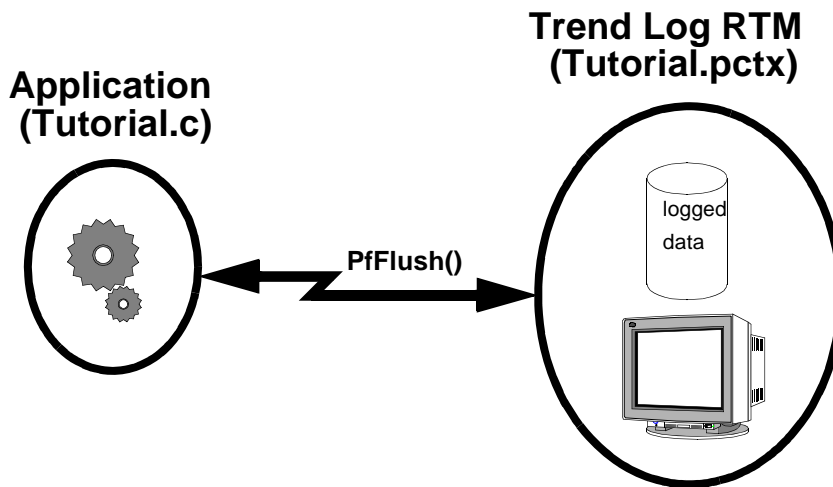 Application
(Tutorial.c)
PfFlush()
Trend Log RTM
(Tutorial.pctx)
logged
data